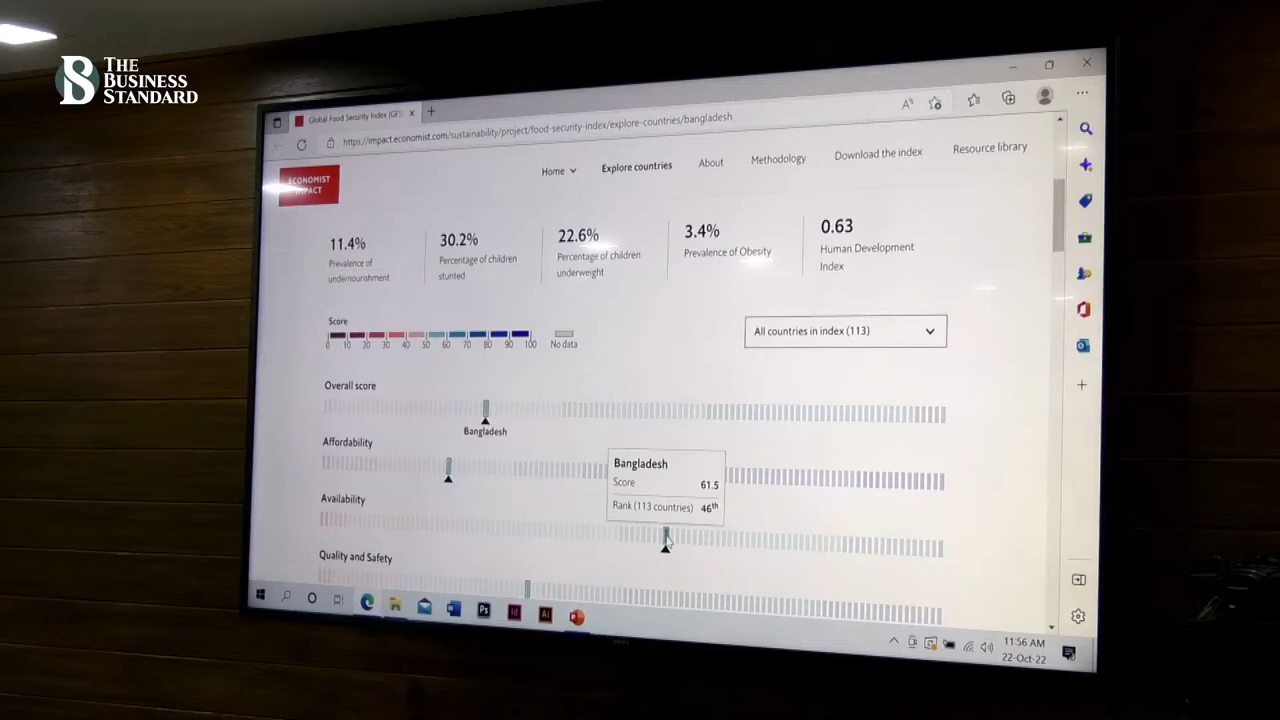 THE
BUSINESS
STANDARD
Global Food Security Index (GFS
https://impact.economist.com/sustainability/project/food-security-index/explore-countries/bangladesh
ECONOMIST
IMPACT
Home
Explore countries
About
Methodology
Download the index
Resource library
11.4%
Prevalence of
undernourishment
30.2%
Percentage of children
stunted
22.6%
Percentage of children
underweight
3.4%
Prevalence of Obesity
0.63
Human Development
Index
Score
0 10 20 30 40 50 60 70 80 90 100
No data
All countries in index (113)
Overall score
Bangladesh
Affordability
Bangladesh
Score 61.5
Rank (113 countries) 46th
Availability
Quality and Safety
11:56 AM
22-Oct-22